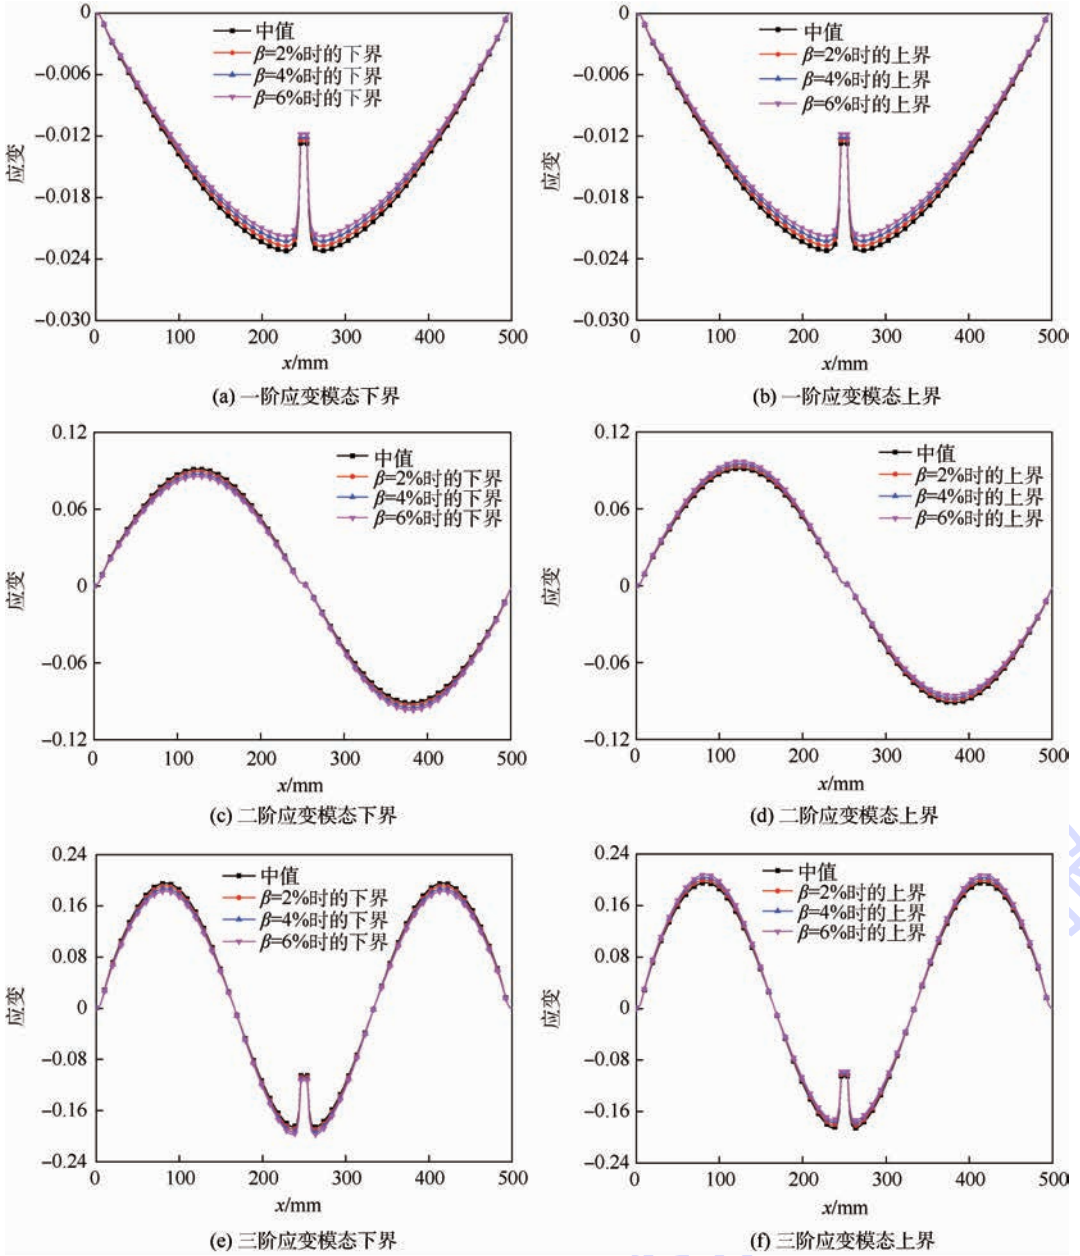 0
-0.006
-0.012
-0.018
-0.024
-0.030
应变
中值
β=2%时的下界
β=4%时的下界
β=6%时的下界
0 100 200 300 400 500
x/mm
(a) 一阶应变模态下界
0
-0.006
-0.012
-0.018
-0.024
-0.030
应变
中值
β=2%时的上界
β=4%时的上界
β=6%时的上界
0 100 200 300 400 500
x/mm
(b) 一阶应变模态上界
0.12
0.06
0
-0.06
-0.12
应变
中值
β=2%时的下界
β=4%时的下界
β=6%时的下界
0 100 200 300 400 500
x/mm
(c) 二阶应变模态下界
0.12
0.06
0
-0.06
-0.12
应变
中值
β=2%时的上界
β=4%时的上界
β=6%时的上界
0 100 200 300 400 500
x/mm
(d) 二阶应变模态上界
0.24
0.16
0.08
0
-0.08
-0.16
-0.24
应变
中值
β=2%时的下界
β=4%时的下界
β=6%时的下界
0 100 200 300 400 500
x/mm
(e) 三阶应变模态下界
0.24
0.16
0.08
0
-0.08
-0.16
-0.24
应变
中值
β=2%时的上界
β=4%时的上界
β=6%时的上界
0 100 200 300 400 500
x/mm
(f) 三阶应变模态上界